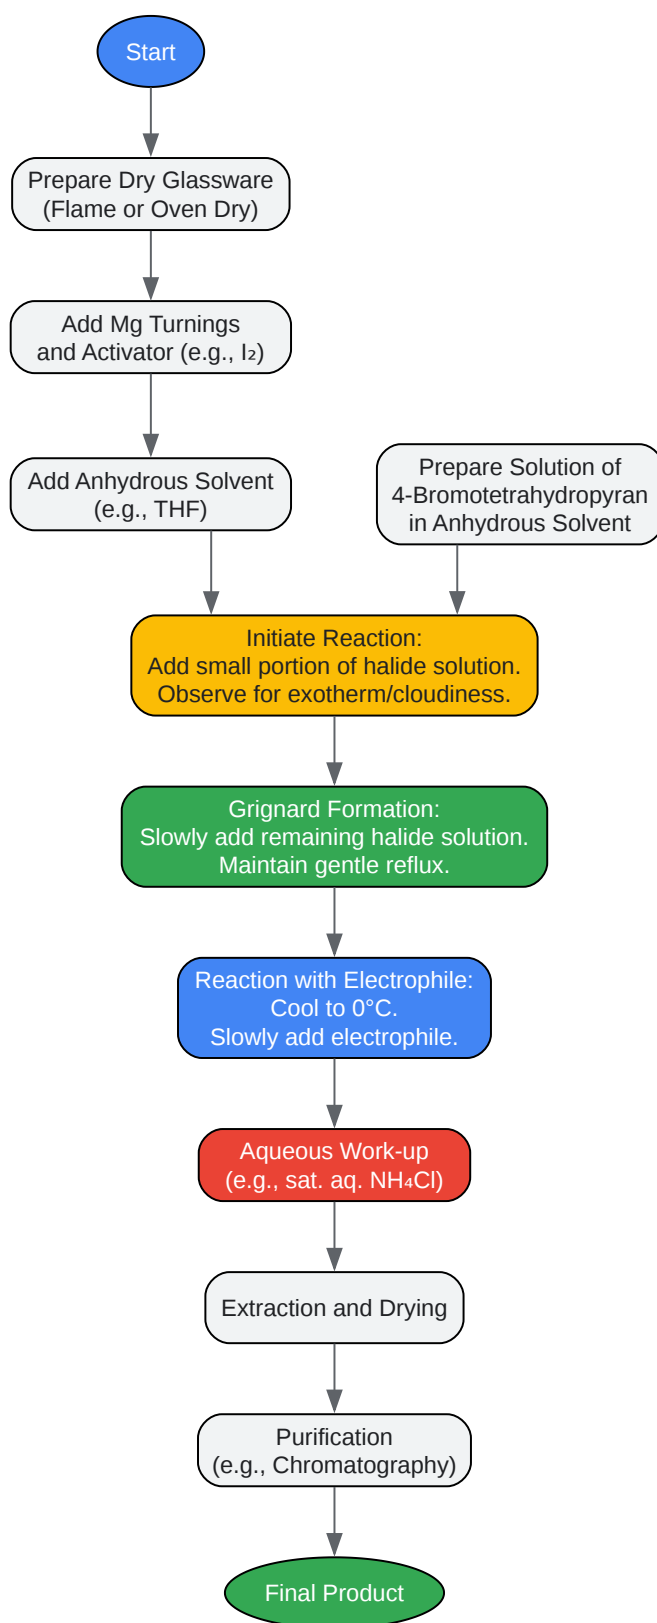 Start
Prepare Dry Glassware
(Flame or Oven Dry)
Add Mg Turnings
and Activator (e.g., I₂)
Add Anhydrous Solvent
(e.g., THF)
Prepare Solution of
4-Bromotetrahydropyran
in Anhydrous Solvent
Initiate Reaction:
Add small portion of halide solution.
Observe for exotherm/cloudiness.
Grignard Formation:
Slowly add remaining halide solution.
Maintain gentle reflux.
Reaction with Electrophile:
Cool to 0°C.
Slowly add electrophile.
Aqueous Work-up
(e.g., sat. aq. NH₄Cl)
Extraction and Drying
Purification
(e.g., Chromatography)
Final Product